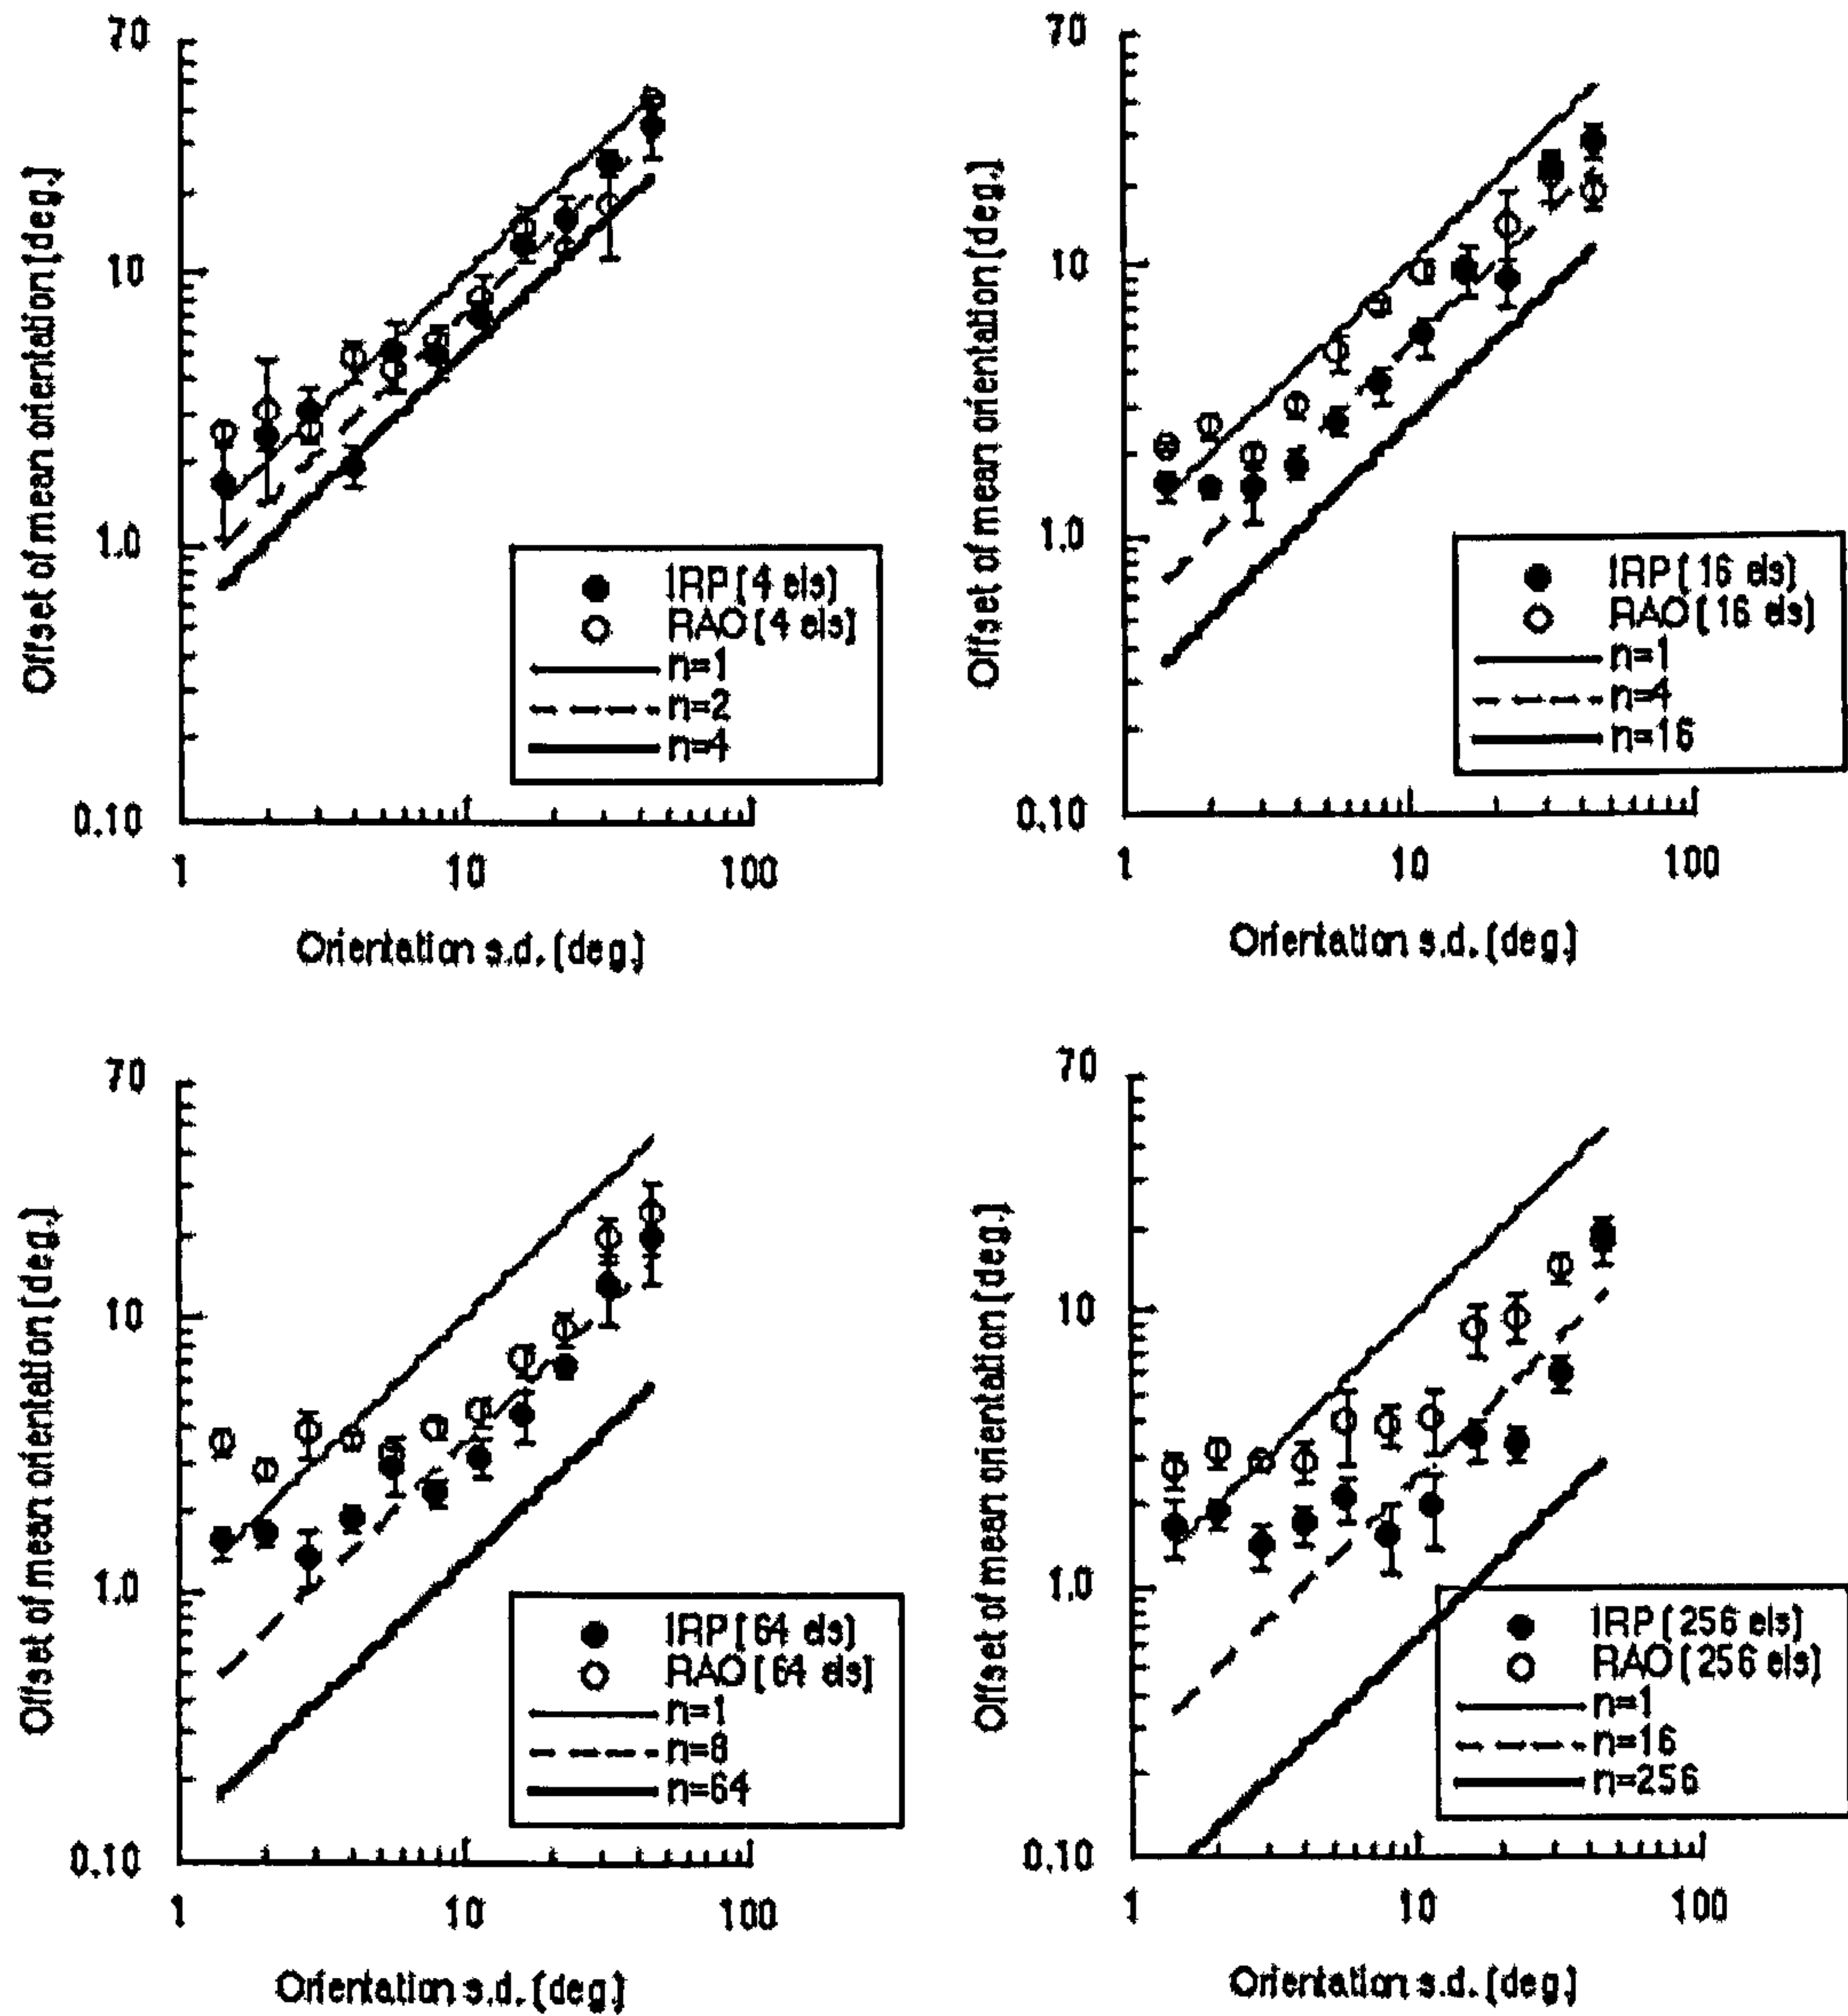 70
10
1.0
0.10
Offset of mean orientation (deg.)
IRP (4 els)
RAO (4 els)
n=1
n=2
n=4
1
10
100
Orientation s.d. (deg.)
70
10
1.0
0.10
Offset of mean orientation (deg.)
IRP (16 els)
RAO (16 els)
n=1
n=4
n=16
1
10
100
Orientation s.d. (deg.)
70
10
1.0
0.10
Offset of mean orientation (deg.)
IRP (64 els)
RAO (64 els)
n=1
n=8
n=64
1
10
100
Orientation s.d. (deg.)
70
10
1.0
0.10
Offset of mean orientation (deg.)
IRP (256 els)
RAO (256 els)
n=1
n=16
n=256
1
10
100
Orientation s.d. (deg.)